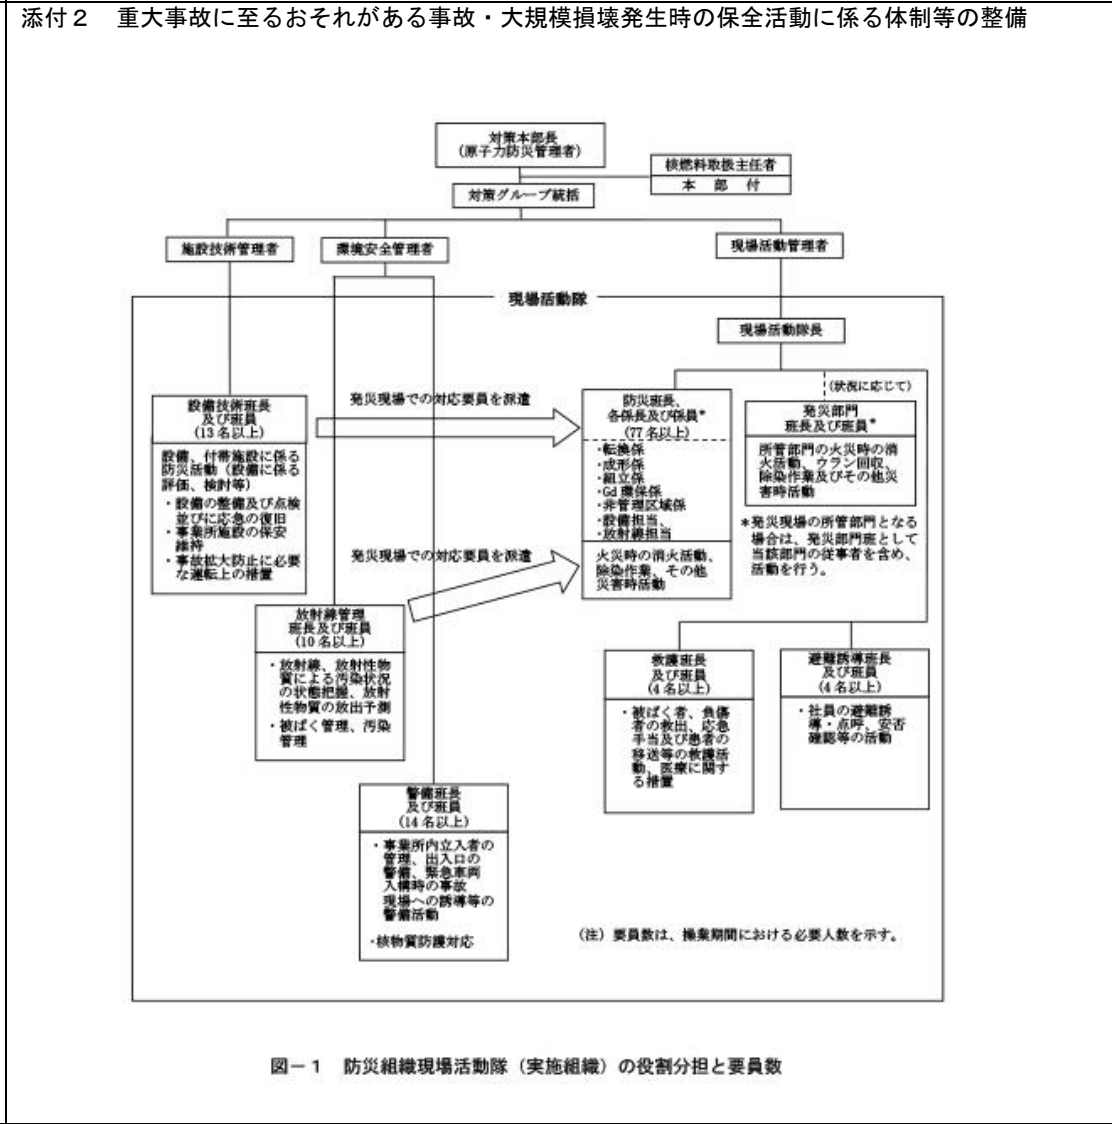 添付２　重大事故に至るおそれがある事故・大規模損壊発生時の保全活動に係る体制等の整備
対策本部長
(原子力防災管理者)
核燃料取扱主任者
本　部　付
対策グループ統括
施設技術管理者
環境安全管理者
現場活動管理者
現場活動隊
現場活動隊長
(状況に応じて)
設備技術班長
及び班員
(13名以上)
設備、付帯施設に係る
防災活動（設備に係る
評価、検討等）
・設備の整備及び点検
並びに応急の復旧
・事業所施設の保安
維持
・事故拡大防止に必要
な運転上の措置
発災現場での対応要員を派遣
発災現場での対応要員を派遣
防災班長、
各係長及び係員*
(77名以上)
・転換係
・成形係
・組立係
・Gd環保係
・非管理区域係
・設備担当、
・放射線担当
火災時の消火活動、
除染作業、その他
災害時活動
発災部門
班長及び班員*
所管部門の火災時の消
火活動、ウラン回収、
除染作業及びその他災
害時活動
*発災現場の所管部門となる
場合は、発災部門班として
当該部門の従事者を含め、
活動を行う。
放射線管理
班長及び班員
(10名以上)
・放射線、放射性物
質による汚染状況
の状態把握、放射
性物質の放出予測
・被ばく管理、汚染
管理
救護班長
及び班員
(4名以上)
・被ばく者、負傷
者の救出、応急
手当及び患者の
移送等の救護活
動、医療に関す
る措置
避難誘導班長
及び班員
(4名以上)
・社員の避難誘
導・点呼、安否
確認等の活動
警備班長
及び班員
(14名以上)
・事業所内立入者の
管理、出入口の
警備、緊急車両
入構時の事故
現場への誘導等の
警備活動
・核物質防護対応
（注）要員数は、操業期間における必要人数を示す。
図－１　防災組織現場活動隊（実施組織）の役割分担と要員数